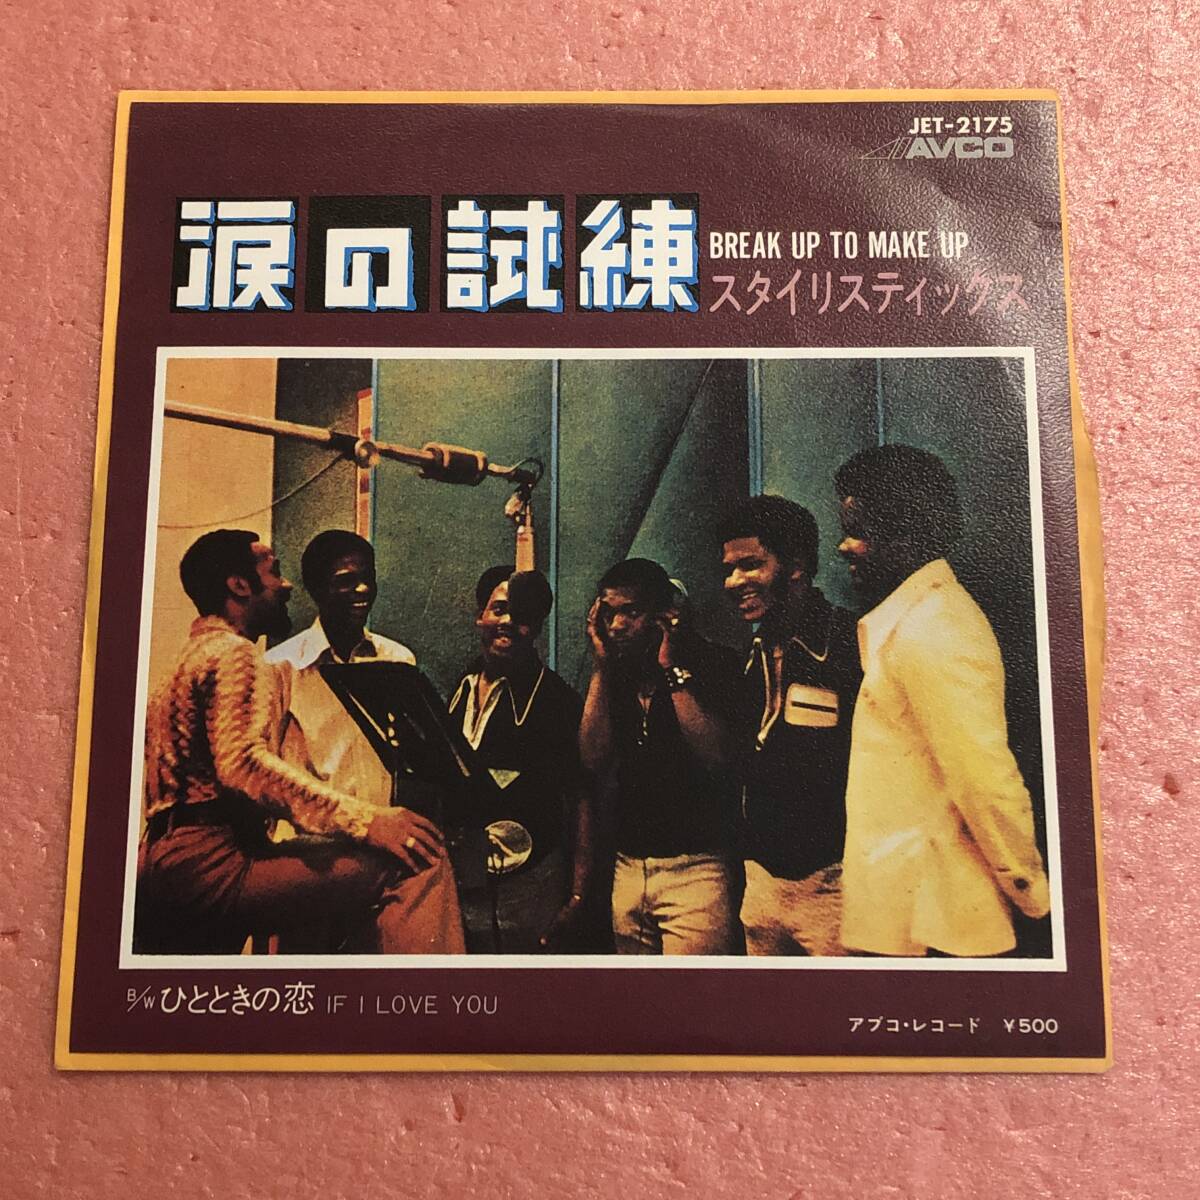 JET-2175
AVCO
涙の試練
BREAK UP TO MAKE UP
スタイリスティックス
B/W ひとときの恋 IF I LOVE YOU
アブコ・レコード ¥500